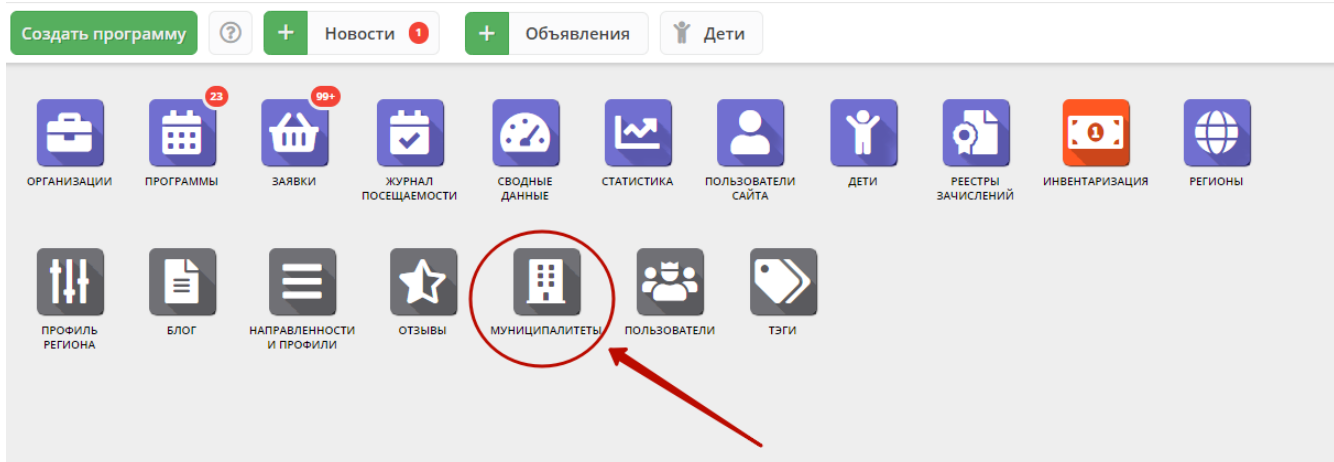 Создать программу
?
+ Новости 1
+ Объявления
Дети
23
99+
1
ОРГАНИЗАЦИИ
ПРОГРАММЫ
ЗАЯВКИ
ЖУРНАЛ
ПОСЕЩАЕМОСТИ
СВОДНЫЕ
ДАННЫЕ
СТАТИСТИКА
ПОЛЬЗОВАТЕЛИ
САЙТА
ДЕТИ
РЕЕСТРЫ
ЗАЧИСЛЕНИЙ
ИНВЕНТАРИЗАЦИЯ
РЕГИОНЫ
ПРОФИЛЬ
РЕГИОНА
БЛОГ
НАПРАВЛЕННОСТИ
И ПРОФИЛИ
ОТЗЫВЫ
МУНИЦИПАЛИТЕТЫ
ПОЛЬЗОВАТЕЛИ
ТЭГИ